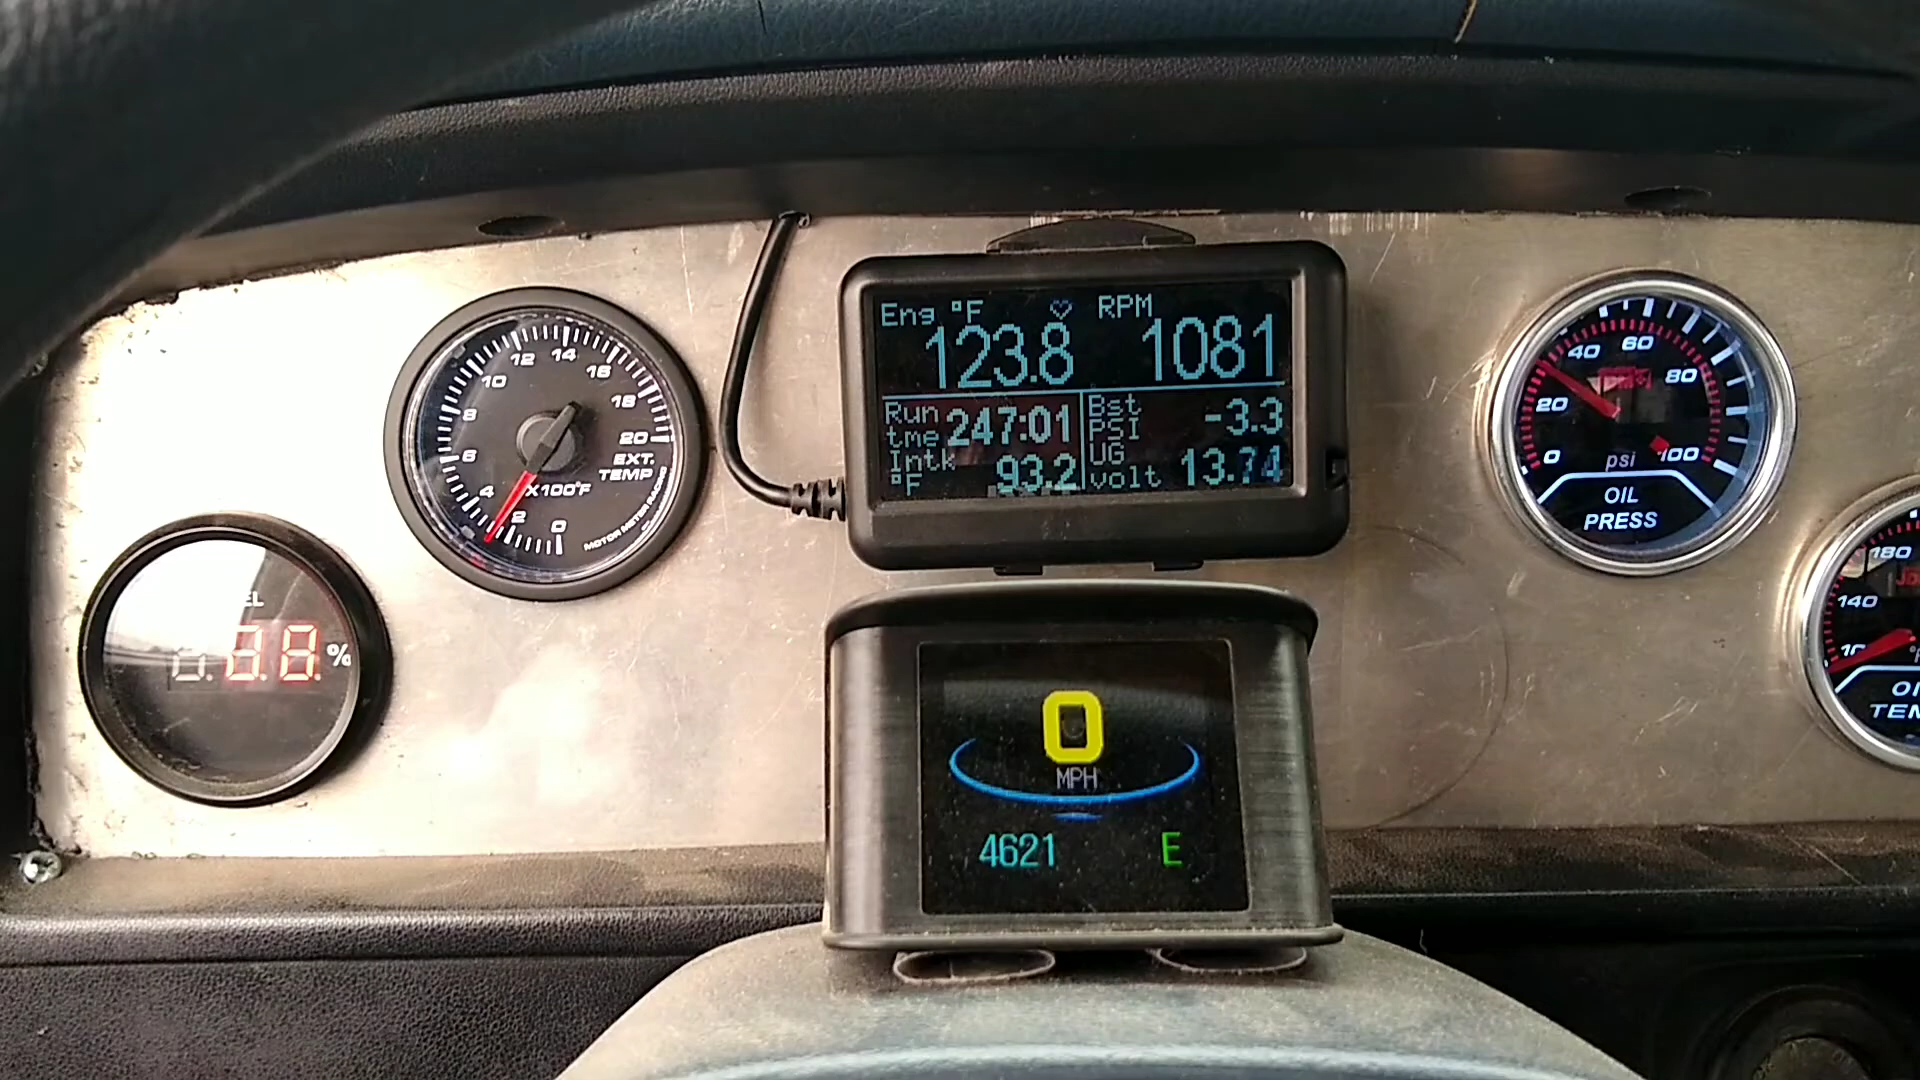 Eng °F RPM
123.8 1081
Run tme 247:01
Bst PSI -3.3
Intk °F 93.2
UG volt 13.74
0 2 4 6 8 10 12 14 16 18 20
EXT.
TEMP
X100°F
MOTOR METER RACING
EL
%
0
MPH
4621 E
0 20 40 60 80 100
psi
OIL
PRESS
180
140